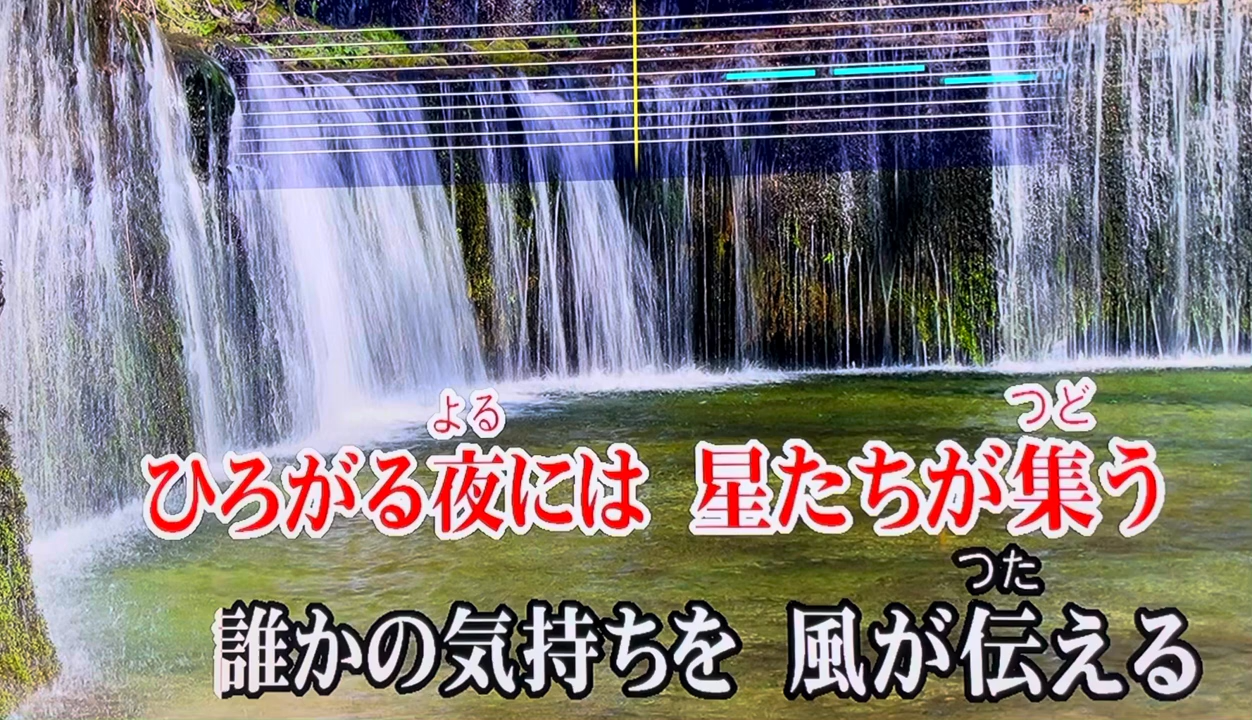 よる つど
ひろがる夜には 星たちが集う
つた
誰かの気持ちを 風が伝える